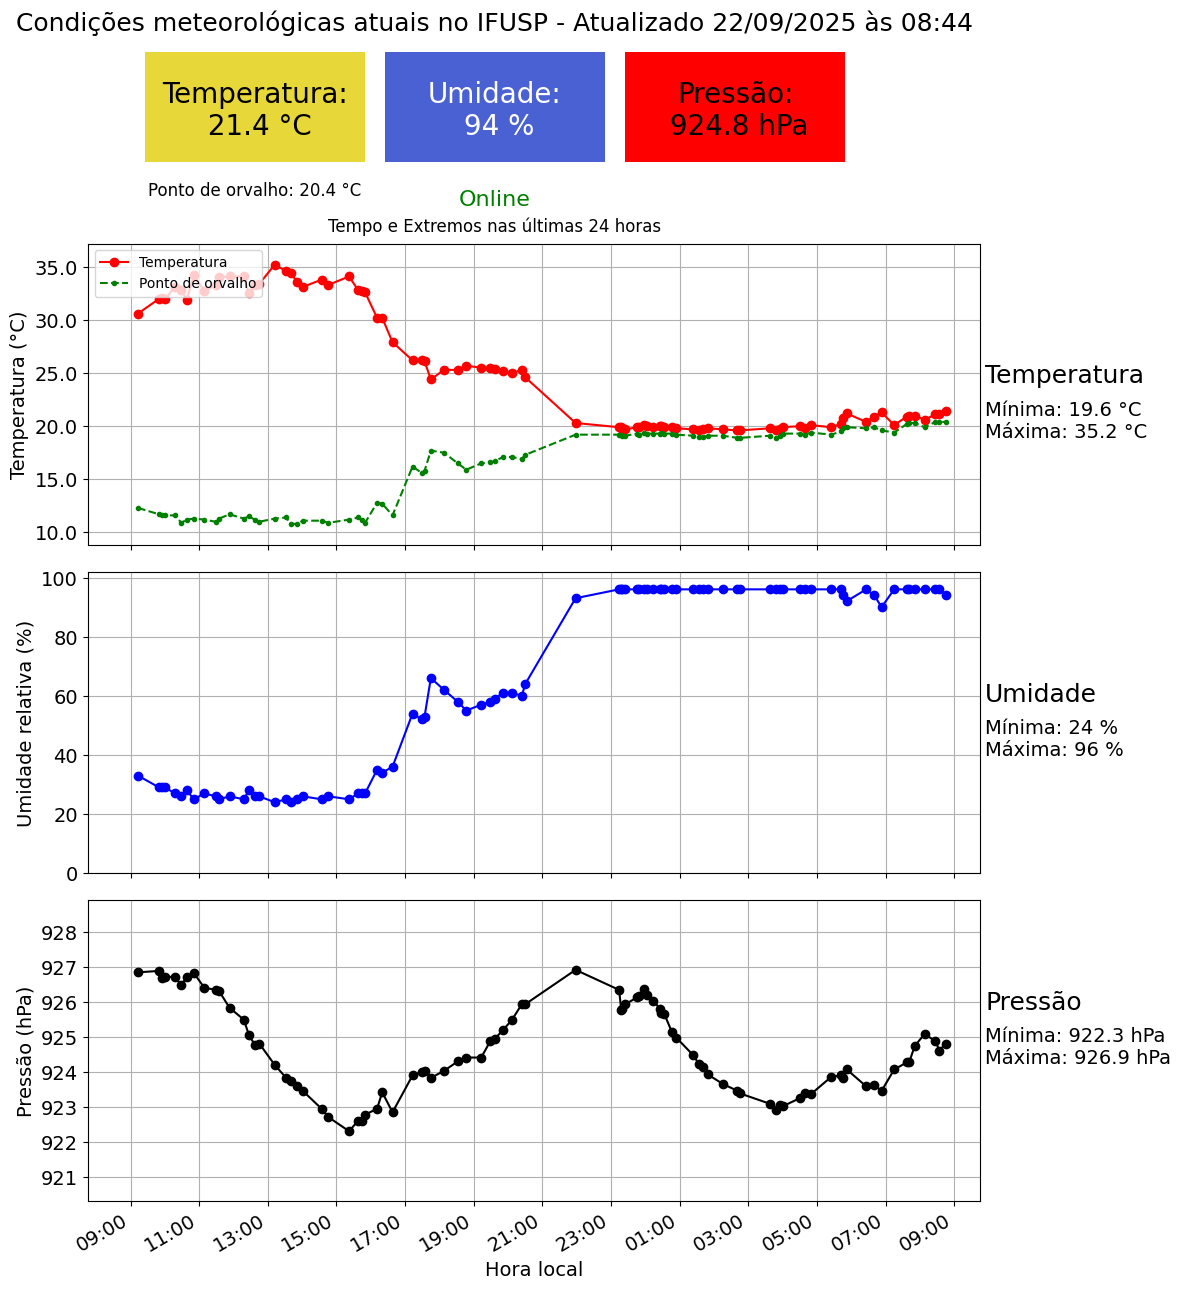 Condições meteorológicas atuais no IFUSP - Atualizado 22/09/2025 às 08:44
Temperatura:
21.4 °C
Umidade:
94 %
Pressão:
924.8 hPa
Ponto de orvalho: 20.4 °C
Online
Tempo e Extremos nas últimas 24 horas
Temperatura
Ponto de orvalho
Temperatura (°C)
35.0
30.0
25.0
20.0
15.0
10.0
Temperatura
Mínima: 19.6 °C
Máxima: 35.2 °C
Umidade relativa (%)
100
80
60
40
20
0
Umidade
Mínima: 24 %
Máxima: 96 %
Pressão (hPa)
928
927
926
925
924
923
922
921
Pressão
Mínima: 922.3 hPa
Máxima: 926.9 hPa
09:00
11:00
13:00
15:00
17:00
19:00
21:00
23:00
01:00
03:00
05:00
07:00
09:00
Hora local